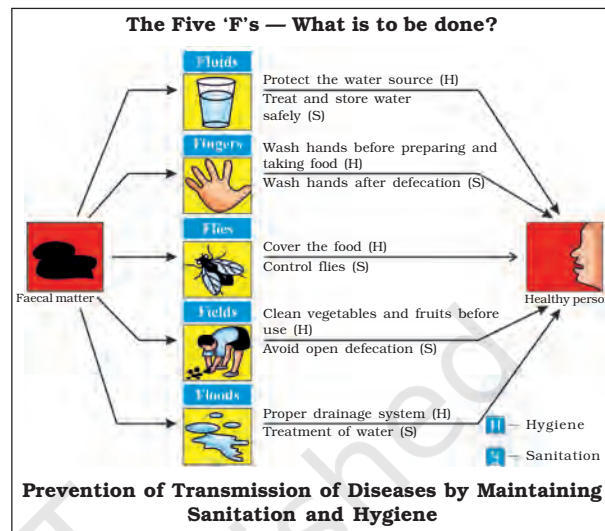 The Five ‘F’s — What is to be done?
Fluids
Protect the water source (H)
Treat and store water
safely (S)
Fingers
Wash hands before preparing and
taking food (H)
Wash hands after defecation (S)
Flies
Cover the food (H)
Control flies (S)
Faecal matter
Healthy perso
Fields
Clean vegetables and fruits before
use (H)
Avoid open defecation (S)
Floods
Proper drainage system (H)
Treatment of water (S)
H — Hygiene
— Sanitation
Prevention of Transmission of Diseases by Maintaining
Sanitation and Hygiene